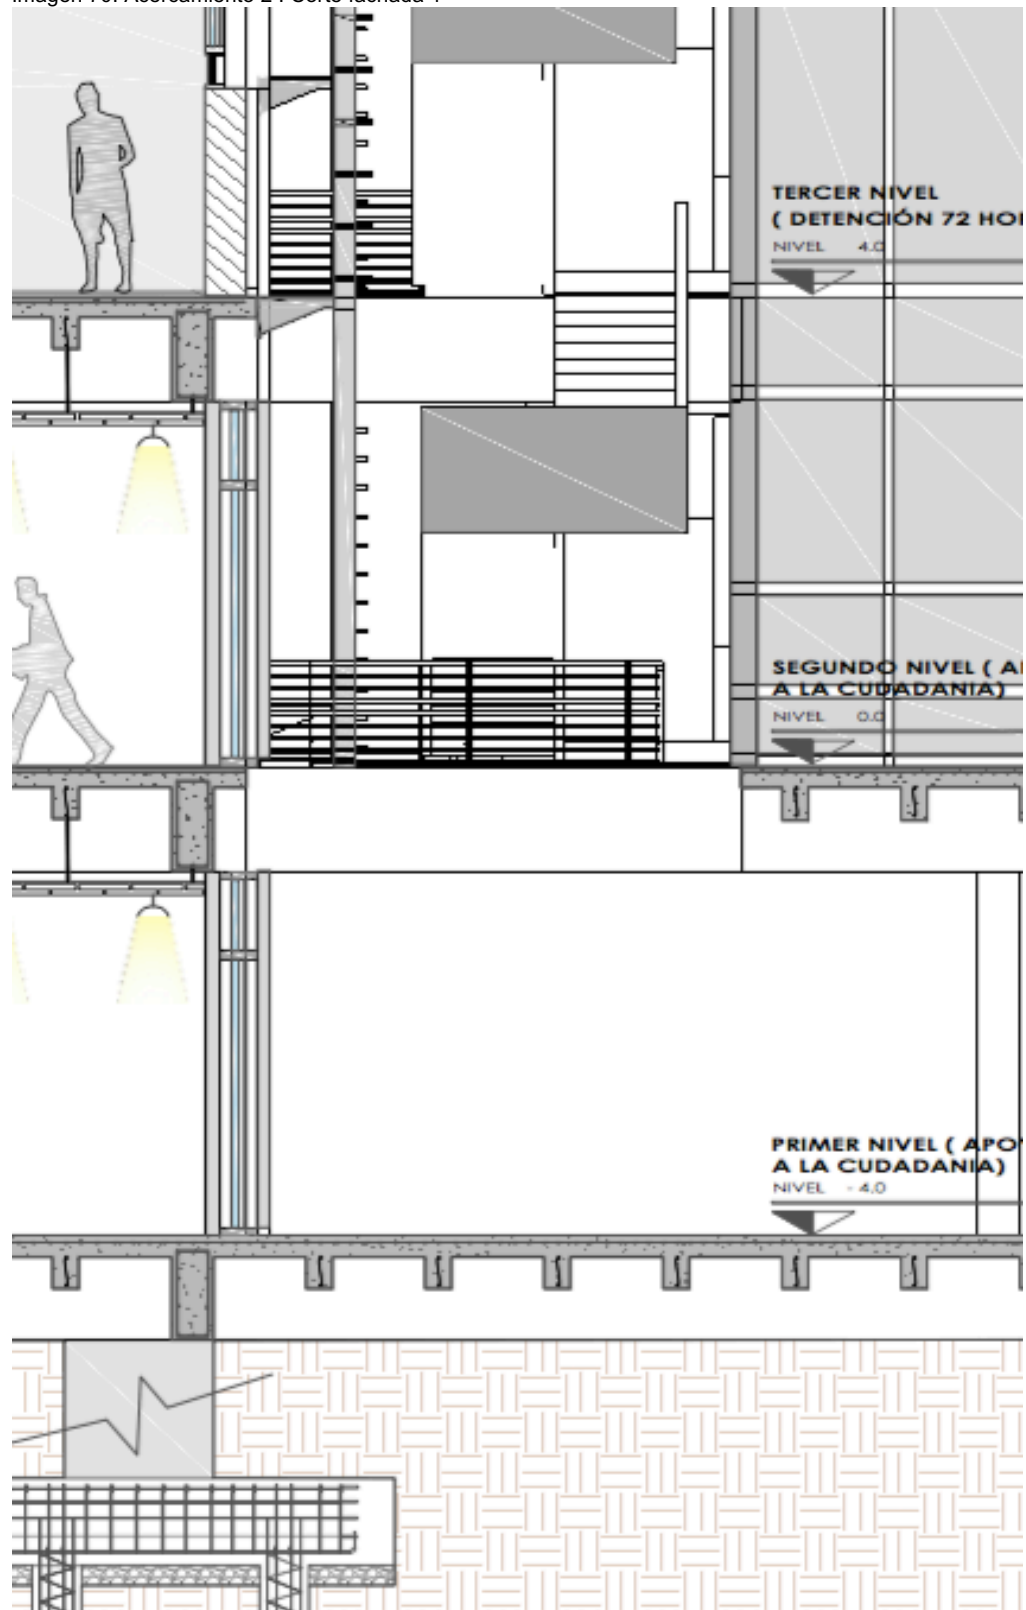 TERCER NIVEL
( DETENCIÓN 72 HO
NIVEL 4.0
SEGUNDO NIVEL ( A
A LA CUDADANIA)
NIVEL 0.0
PRIMER NIVEL ( APO
A LA CUDADANIA)
NIVEL - 4.0